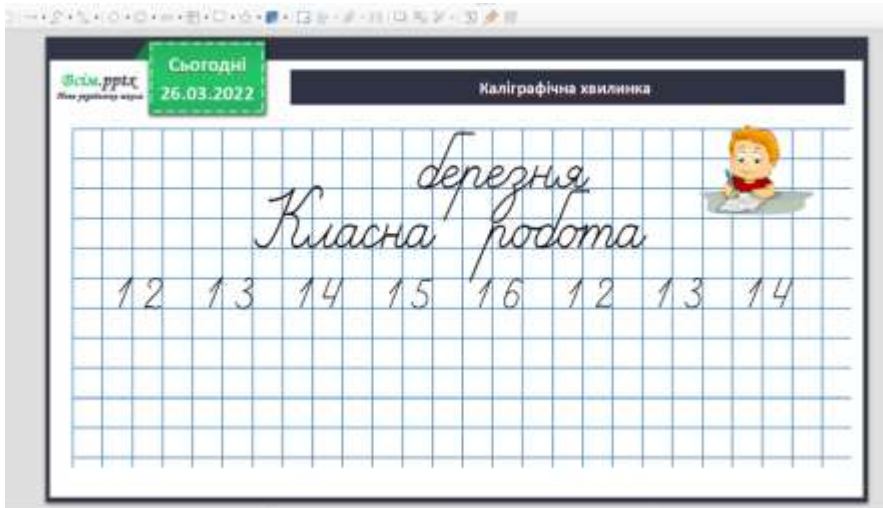 Сьогодні
26.03.2022
Всім.pptx
Нова українська школа
Каліграфічна хвилинка
березня
Класна робота
12 13 14 15 16 12 13 14